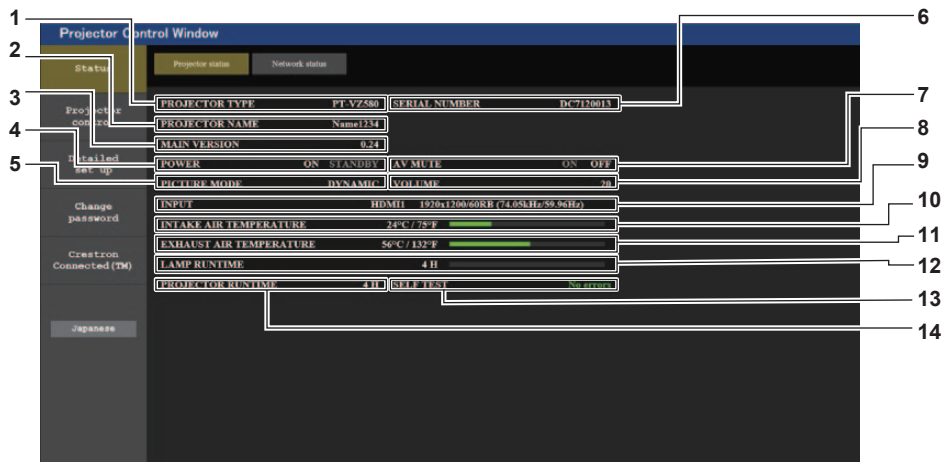 1
2
3
4
5
6
7
8
9
10
11
12
13
14
Projector Control Window
Status
Projector status
Network status
Projector
control
Detailed
set up
Change
password
Crestron
Connected(TM)
Japanese
PROJECTOR TYPE PT-VZ580 SERIAL NUMBER DC7120013
PROJECTOR NAME Name1234
MAIN VERSION 0.24
POWER ON STANDBY AV MUTE ON OFF
PICTURE MODE DYNAMIC VOLUME 20
INPUT HDMI1 1920x1200/60RB (74.05kHz/59.96Hz)
INTAKE AIR TEMPERATURE 24°C / 75°F
EXHAUST AIR TEMPERATURE 56°C / 132°F
LAMP RUNTIME 4 H
PROJECTOR RUNTIME 4 H SELF TEST No errors